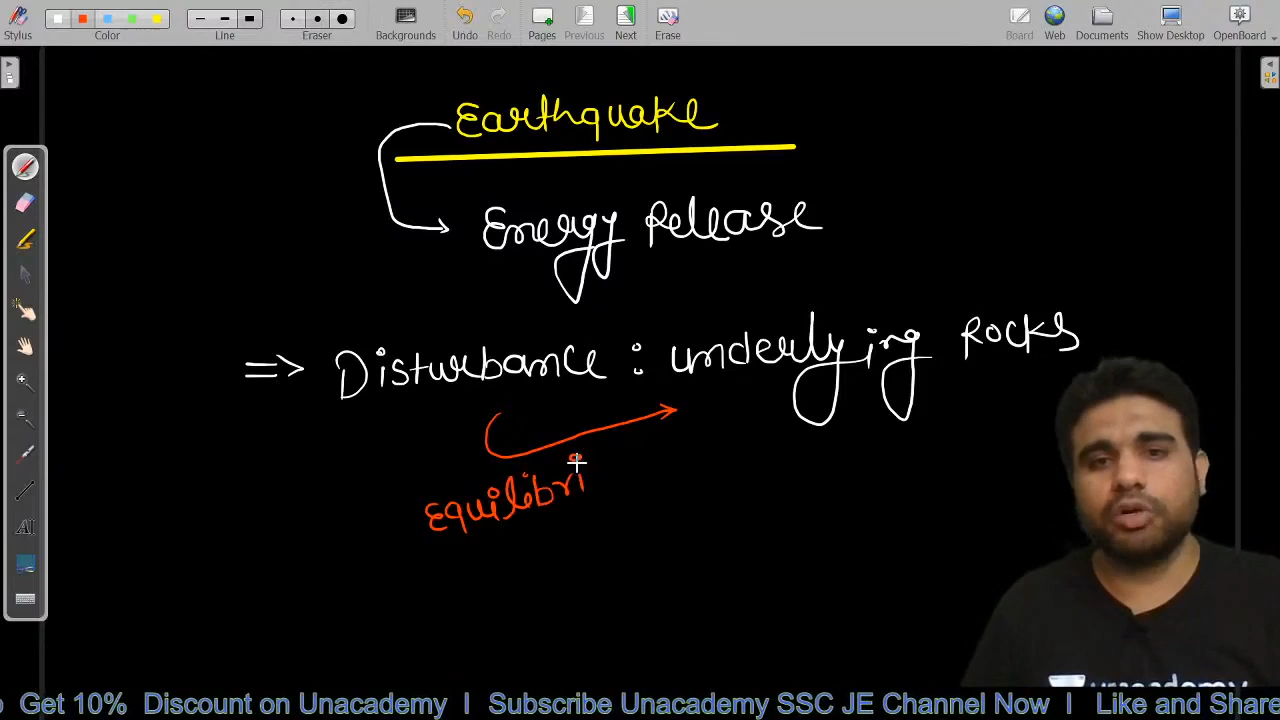 Stylus Color Line Eraser Backgrounds Undo Redo Pages Previous Next Erase Board Web Documents Show Desktop OpenBoard
Earthquake
Energy Release
=> Disturbance : underlying Rocks
Equilibri
unacademy
Get 10% Discount on Unacademy I Subscribe Unacademy SSC JE Channel Now I Like and Share